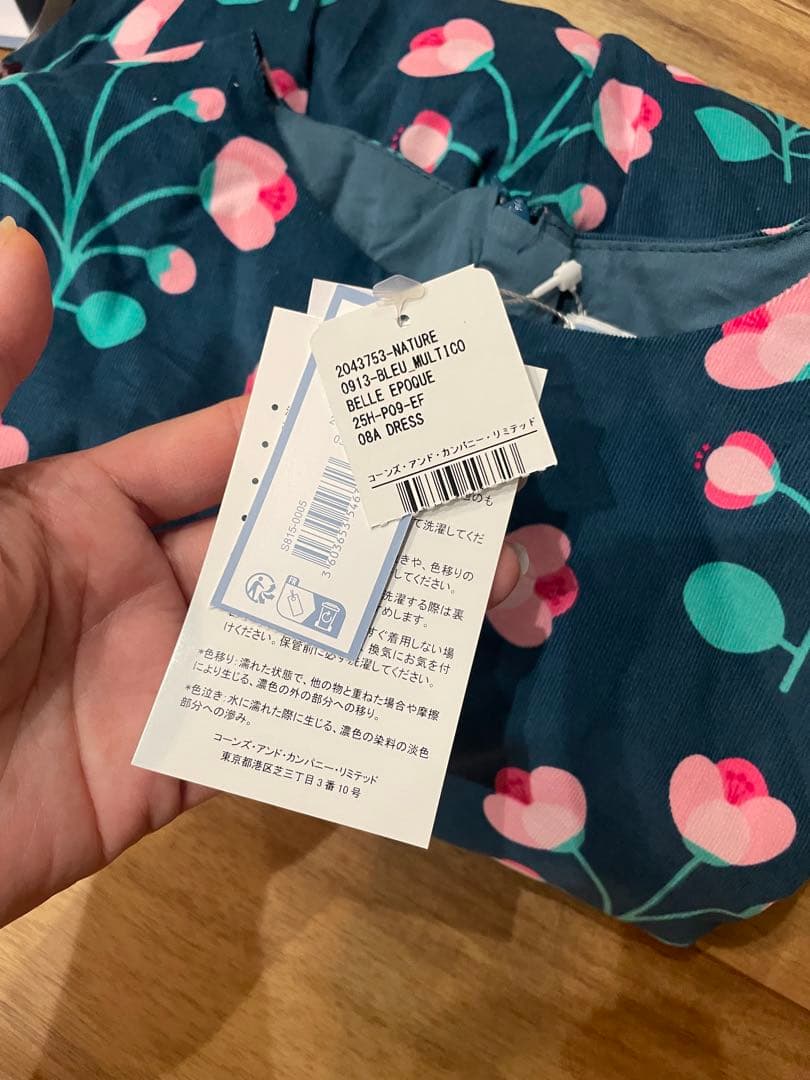 2043753-NATURE
0913-BLEU_MULTICO
BELLE EPOQUE
25H-P09-EF
08A DRESS
コーンズ・アンド・カンパニー・リミテッド
S815-0005
FR
のも
て洗濯してくだ
きや、色移りの
してください。
洗濯する際は裏
めします。
すぐ着用しない場
、換気にお気を付
けください。保管前に必ず洗濯してください。
*色移り:濡れた状態で、他の物と重ねた場合や摩擦
により生じる、濃色の外の部分への移り。
*色泣き:水に濡れた際に生じる、濃色の染料の淡色
部分への滲み。
コーンズ・アンド・カンパニー・リミテッド
東京都港区芝三丁目3番10号